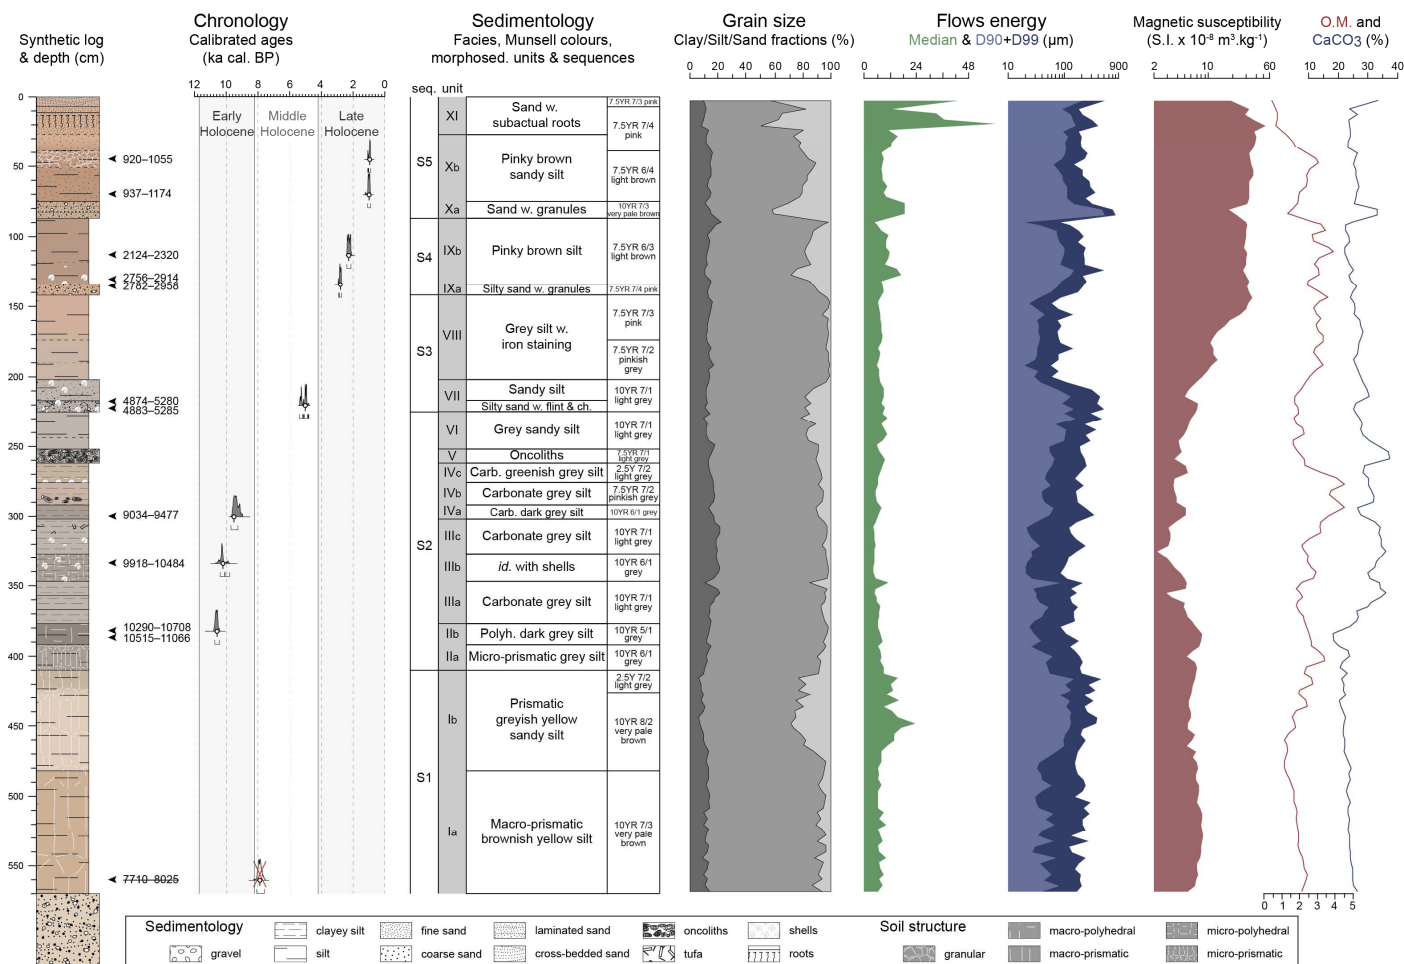 Synthetic log
& depth (cm)
Chronology
Calibrated ages
(ka cal. BP)
Sedimentology
Facies, Munsell colours,
morphosed. units & sequences
Grain size
Clay/Silt/Sand fractions (%)
Flows energy
Median & D90+D99 (µm)
Magnetic susceptibility
(S.I. x 10-8 m3.kg-1)
O.M. and
CaCO3 (%)
12 10 8 6 4 2 0
seq. unit
0 20 40 60 80 100
0 24 48
10 100 900
2 10 60
10 20 30 40
0
50
100
150
200
250
300
350
400
450
500
550
Early
Holocene
Middle
Holocene
Late
Holocene
920–1055
937–1174
2124–2320
2756–2914
2782–2958
4874–5280
4883–5285
9034–9477
9918–10484
10290–10708
10515–11066
7710–8025
S5
S4
S3
S2
S1
XI
Sand w.
subactual roots
7.5YR 7/3 pink
7.5YR 7/4
pink
Xb
Pinky brown
sandy silt
7.5YR 6/4
light brown
Xa
Sand w. granules
10YR 7/3
very pale brown
IXb
Pinky brown silt
7.5YR 6/3
light brown
IXa
Silty sand w. granules
7.5YR 7/4 pink
VIII
Grey silt w.
iron staining
7.5YR 7/3
pink
7.5YR 7/2
pinkish
grey
VII
Sandy silt
Silty sand w. flint & ch.
10YR 7/1
light grey
VI
Grey sandy silt
10YR 7/1
light grey
V
Oncoliths
7.5YR 7/1
light grey
IVc
Carb. greenish grey silt
2.5Y 7/2
light grey
IVb
Carbonate grey silt
7.5YR 7/2
pinkish grey
IVa
Carb. dark grey silt
10YR 6/1 grey
IIIc
Carbonate grey silt
10YR 7/1
light grey
IIIb
id. with shells
10YR 6/1
grey
IIIa
Carbonate grey silt
10YR 7/1
light grey
IIb
Polyh. dark grey silt
10YR 5/1
grey
IIa
Micro-prismatic grey silt
10YR 6/1
grey
Ib
Prismatic
greyish yellow
sandy silt
2.5Y 7/2
light grey
10YR 8/2
very pale
brown
Ia
Macro-prismatic
brownish yellow silt
10YR 7/3
very pale
brown
0 1 2 3 4 5
Sedimentology
gravel
clayey silt
silt
fine sand
coarse sand
laminated sand
cross-bedded sand
oncoliths
tufa
shells
roots
Soil structure
granular
macro-polyhedral
macro-prismatic
micro-polyhedral
micro-prismatic